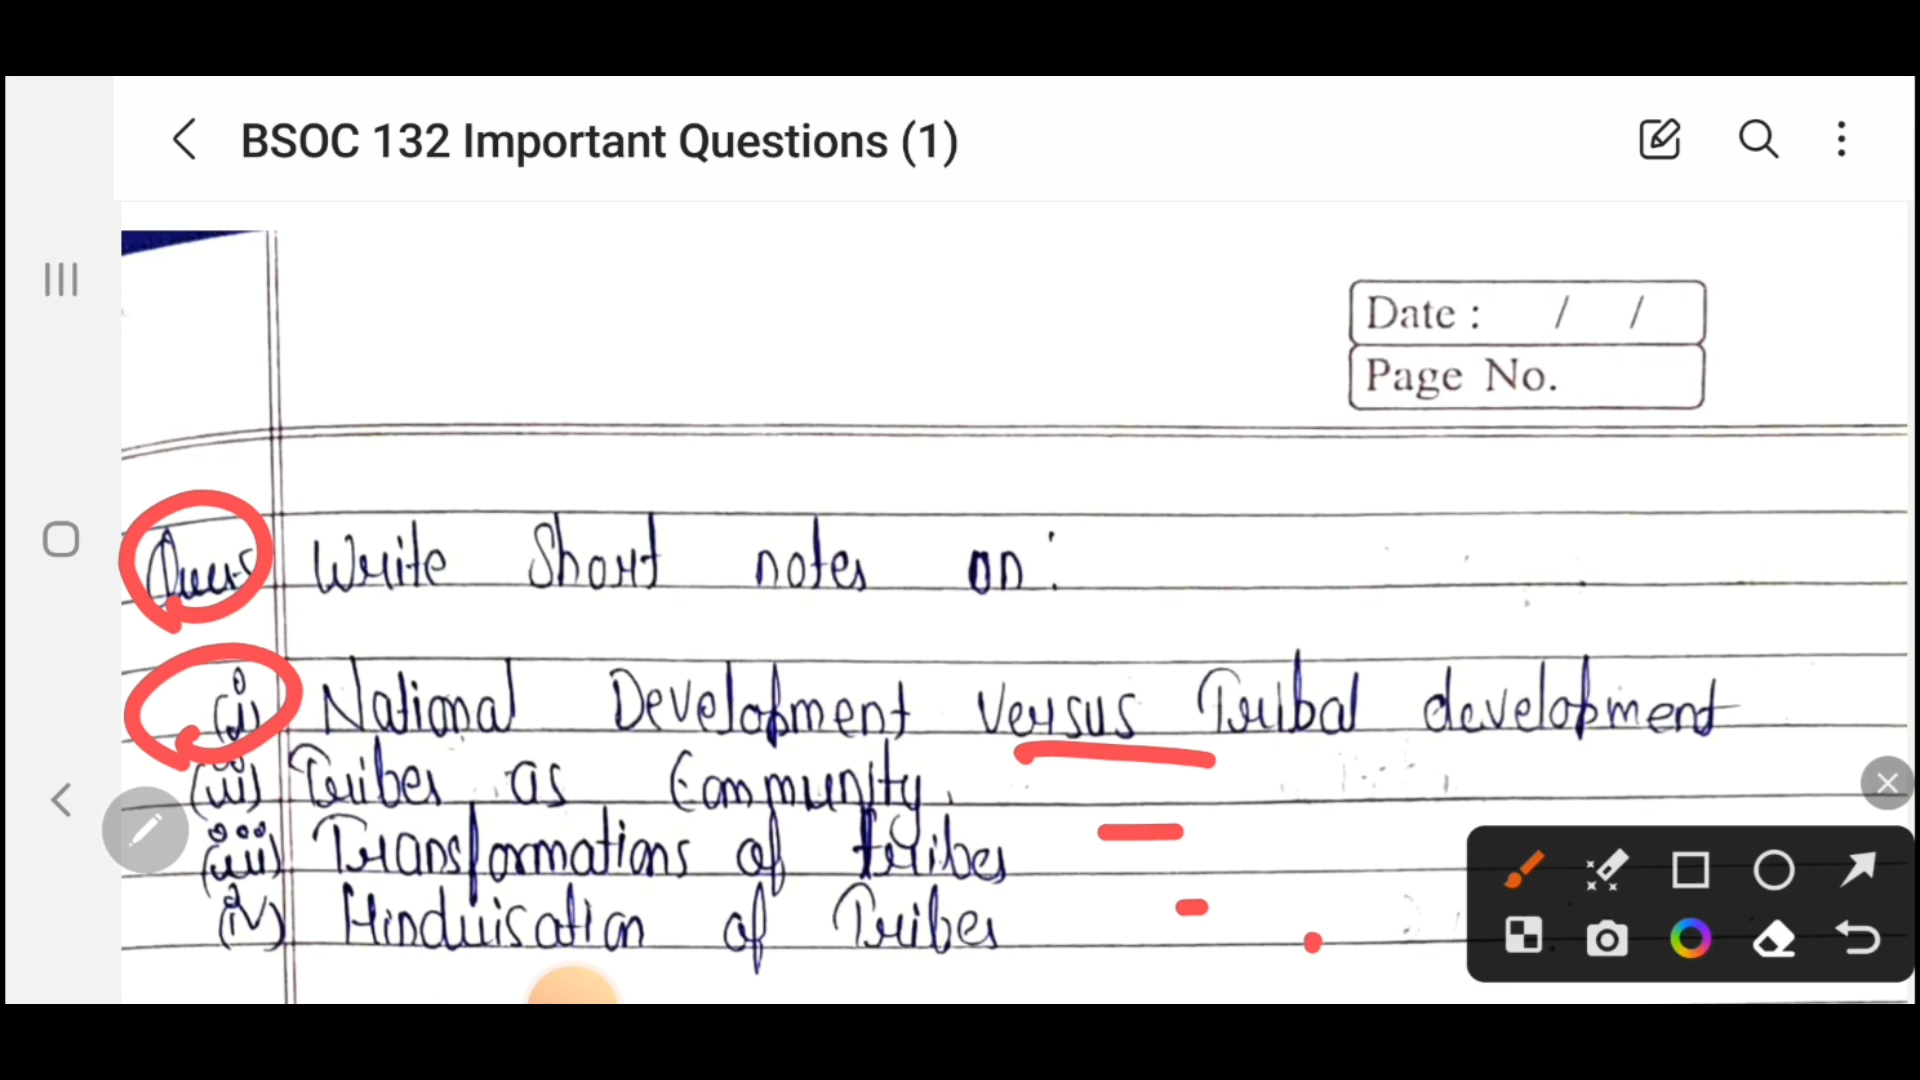 BSOC 132 Important Questions (1)
Date : / /
Page No.
Ques Write Short notes on:
(i) National Development Versus Tribal development
(ii) Tribes as Community.
(iii) Transformations of tribes
(iv) Hinduisation of Tribes